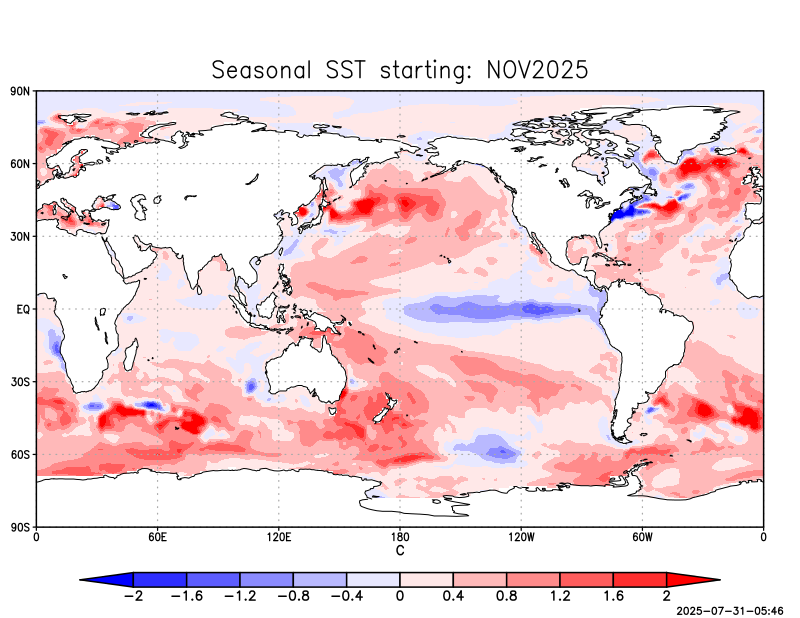 Seasonal SST starting: NOV2025
90N
60N
30N
EQ
30S
60S
90S
0 60E 120E 180 120W 60W 0
C
−2 −1.6 −1.2 −0.8 −0.4 0 0.4 0.8 1.2 1.6 2
2025-07-31-05:46